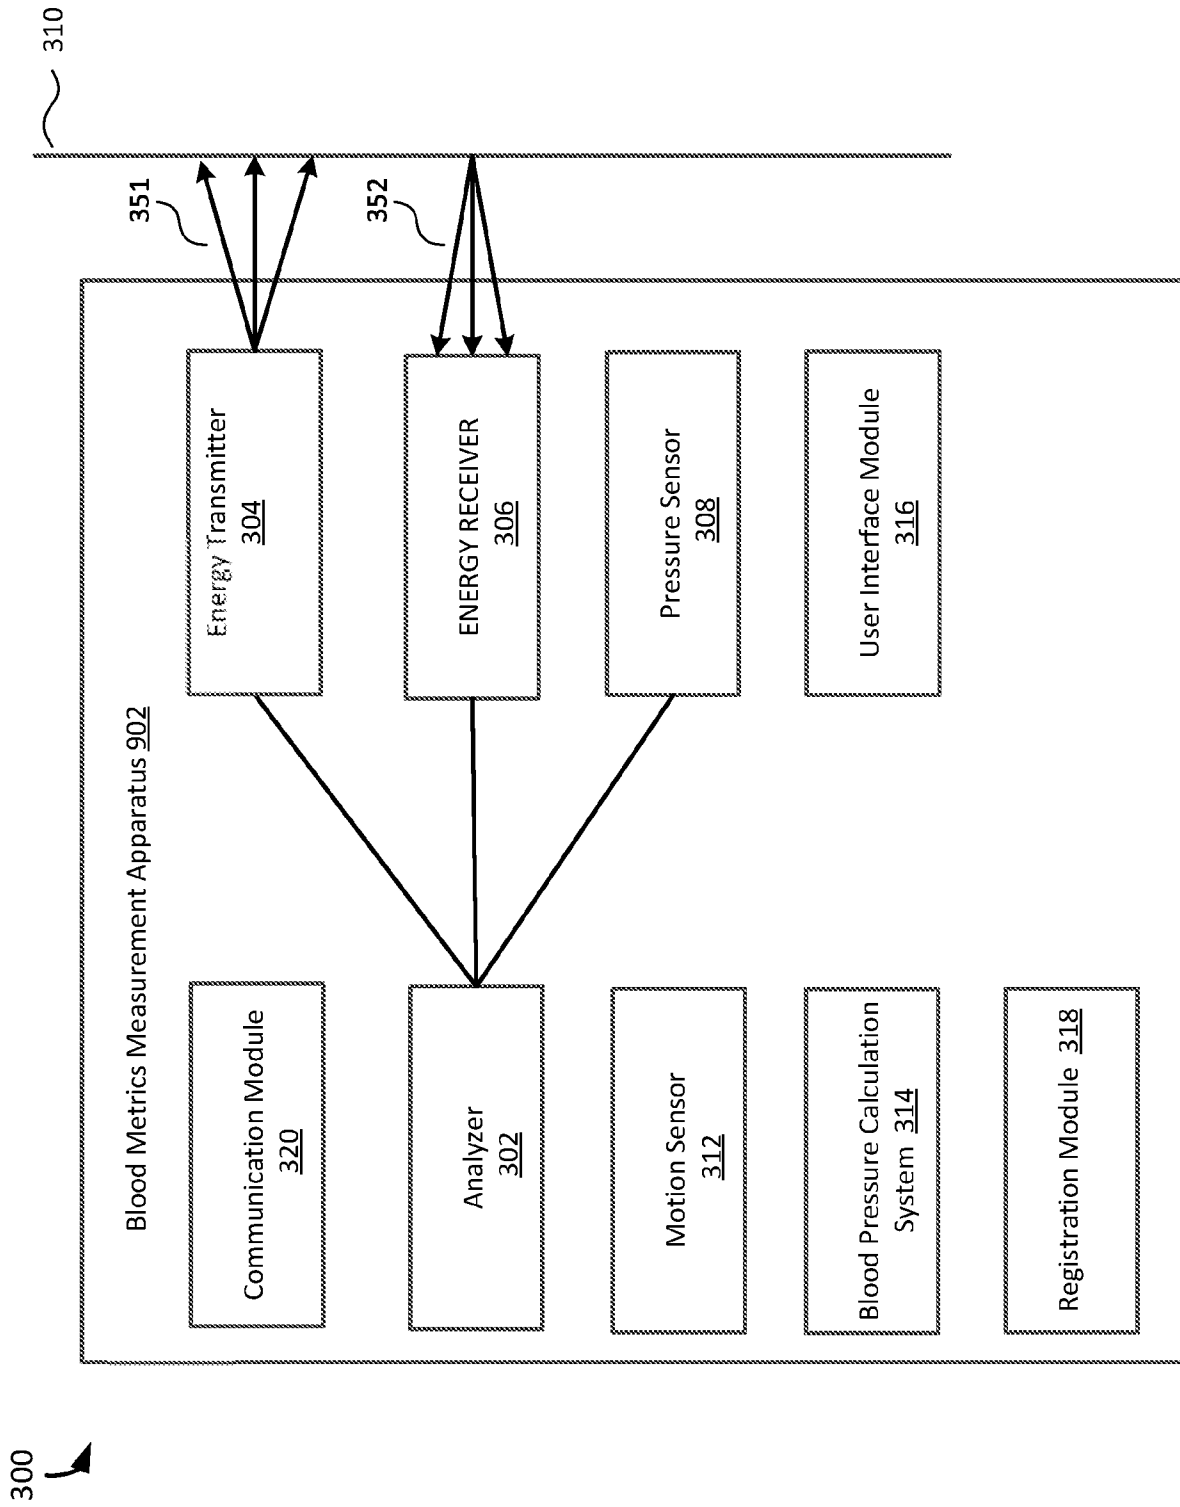 300
Blood Metrics Measurement Apparatus 902
Communication Module
320
Energy Transmitter
304
351
310
Analyzer
302
ENERGY RECEIVER
306
352
Motion Sensor
312
Pressure Sensor
308
Blood Pressure Calculation
System 314
User Interface Module
316
Registration Module 318